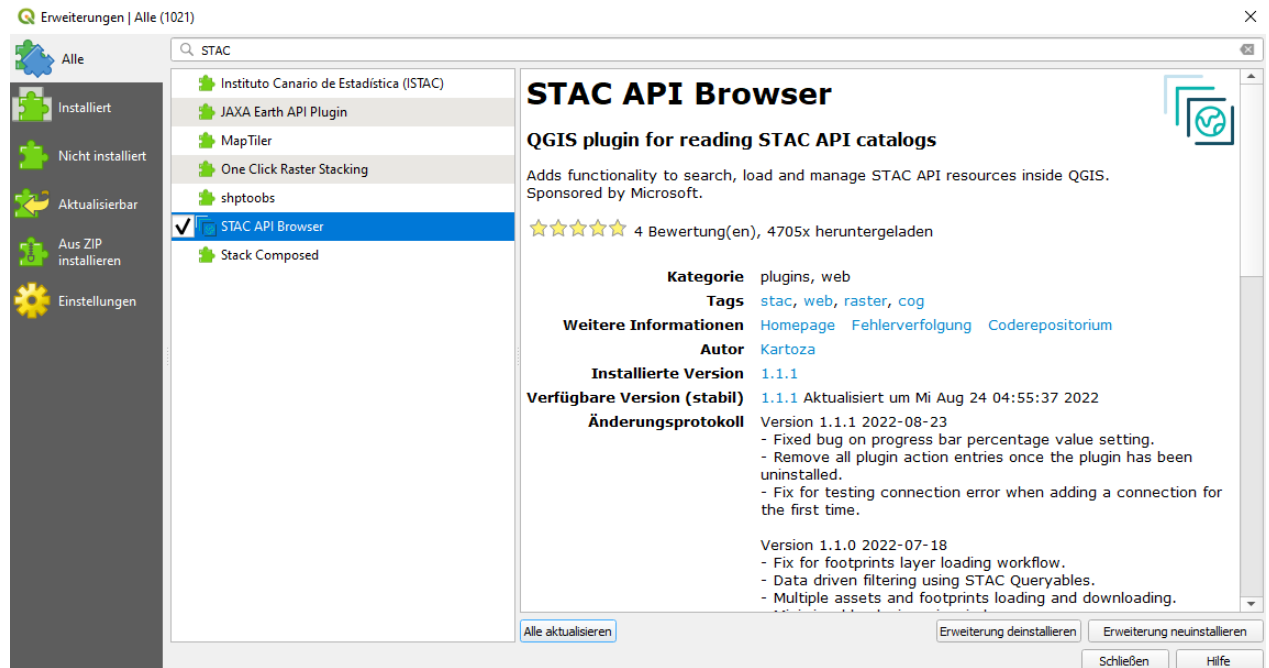 Erweiterungen | Alle (1021)
Alle
Installiert
Nicht installiert
Aktualisierbar
Aus ZIP
installieren
Einstellungen
STAC
Instituto Canario de Estadística (ISTAC)
JAXA Earth API Plugin
MapTiler
One Click Raster Stacking
shptoobs
STAC API Browser
Stack Composed
STAC API Browser
QGIS plugin for reading STAC API catalogs
Adds functionality to search, load and manage STAC API resources inside QGIS.
Sponsored by Microsoft.
4 Bewertung(en), 4705x heruntergeladen
Kategorie plugins, web
Tags stac, web, raster, cog
Weitere Informationen Homepage Fehlerverfolgung Coderepositorium
Autor Kartoza
Installierte Version 1.1.1
Verfügbare Version (stabil) 1.1.1 Aktualisiert um Mi Aug 24 04:55:37 2022
Änderungsprotokoll Version 1.1.1 2022-08-23
- Fixed bug on progress bar percentage value setting.
- Remove all plugin action entries once the plugin has been
uninstalled.
- Fix for testing connection error when adding a connection for
the first time.
Version 1.1.0 2022-07-18
- Fix for footprints layer loading workflow.
- Data driven filtering using STAC Queryables.
- Multiple assets and footprints loading and downloading.
Alle aktualisieren
Erweiterung deinstallieren
Erweiterung neuinstallieren
Schließen
Hilfe